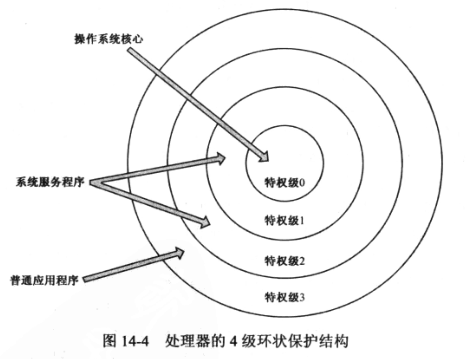 操作系统核心
系统服务程序
普通应用程序
特权级0
特权级1
特权级2
特权级3
图 14-4 处理器的 4 级环状保护结构